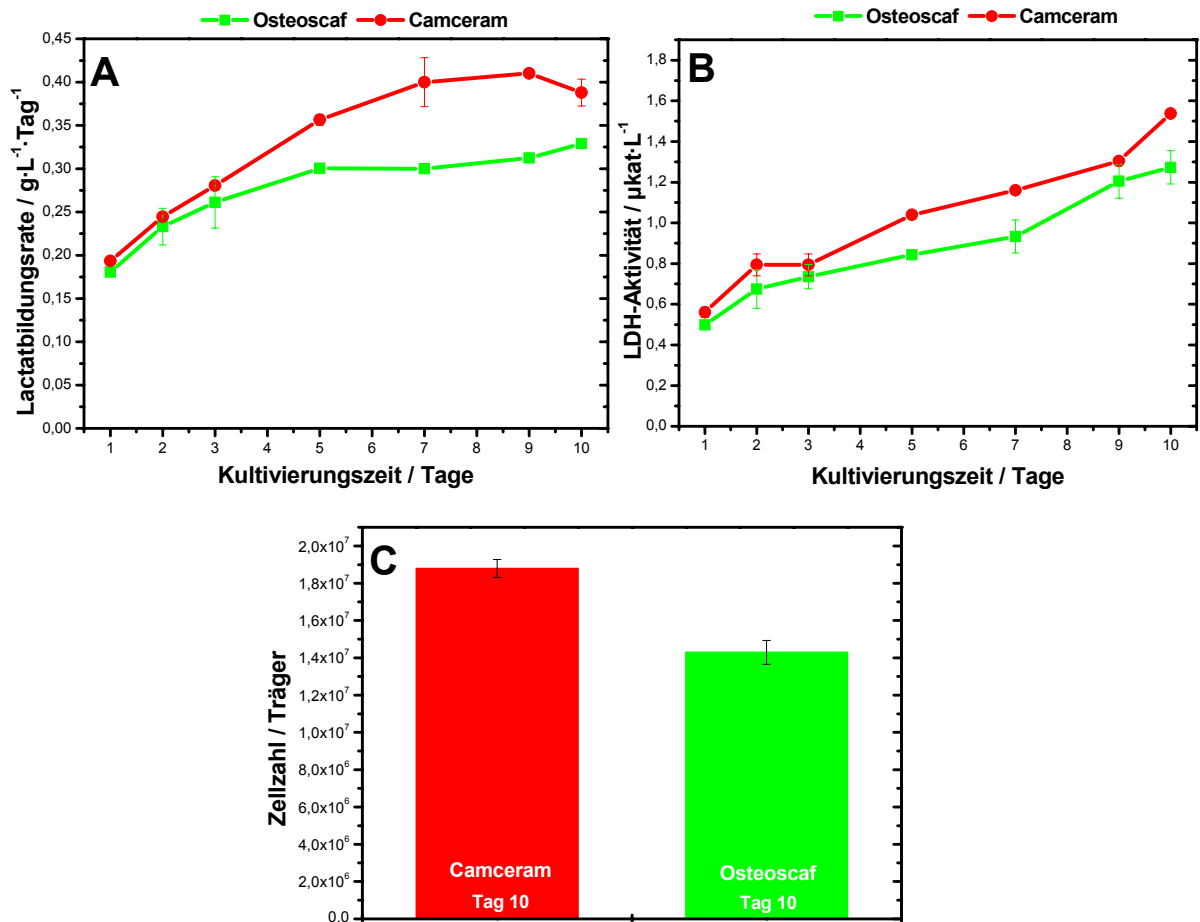 Osteoscaf Camceram
A
Lactatbildungsrate / g·L⁻¹·Tag⁻¹
0,45
0,40
0,35
0,30
0,25
0,20
0,15
0,10
0,05
0,00
1 2 3 4 5 6 7 8 9 10
Kultivierungszeit / Tage
Osteoscaf Camceram
B
LDH-Aktivität / µkat·L⁻¹
1,8
1,6
1,4
1,2
1,0
0,8
0,6
0,4
0,2
0,0
1 2 3 4 5 6 7 8 9 10
Kultivierungszeit / Tage
C
Zellzahl / Träger
2,0x10⁷
1,8x10⁷
1,6x10⁷
1,4x10⁷
1,2x10⁷
1,0x10⁷
8,0x10⁶
6,0x10⁶
4,0x10⁶
2,0x10⁶
0,0
Camceram
Tag 10
Osteoscaf
Tag 10